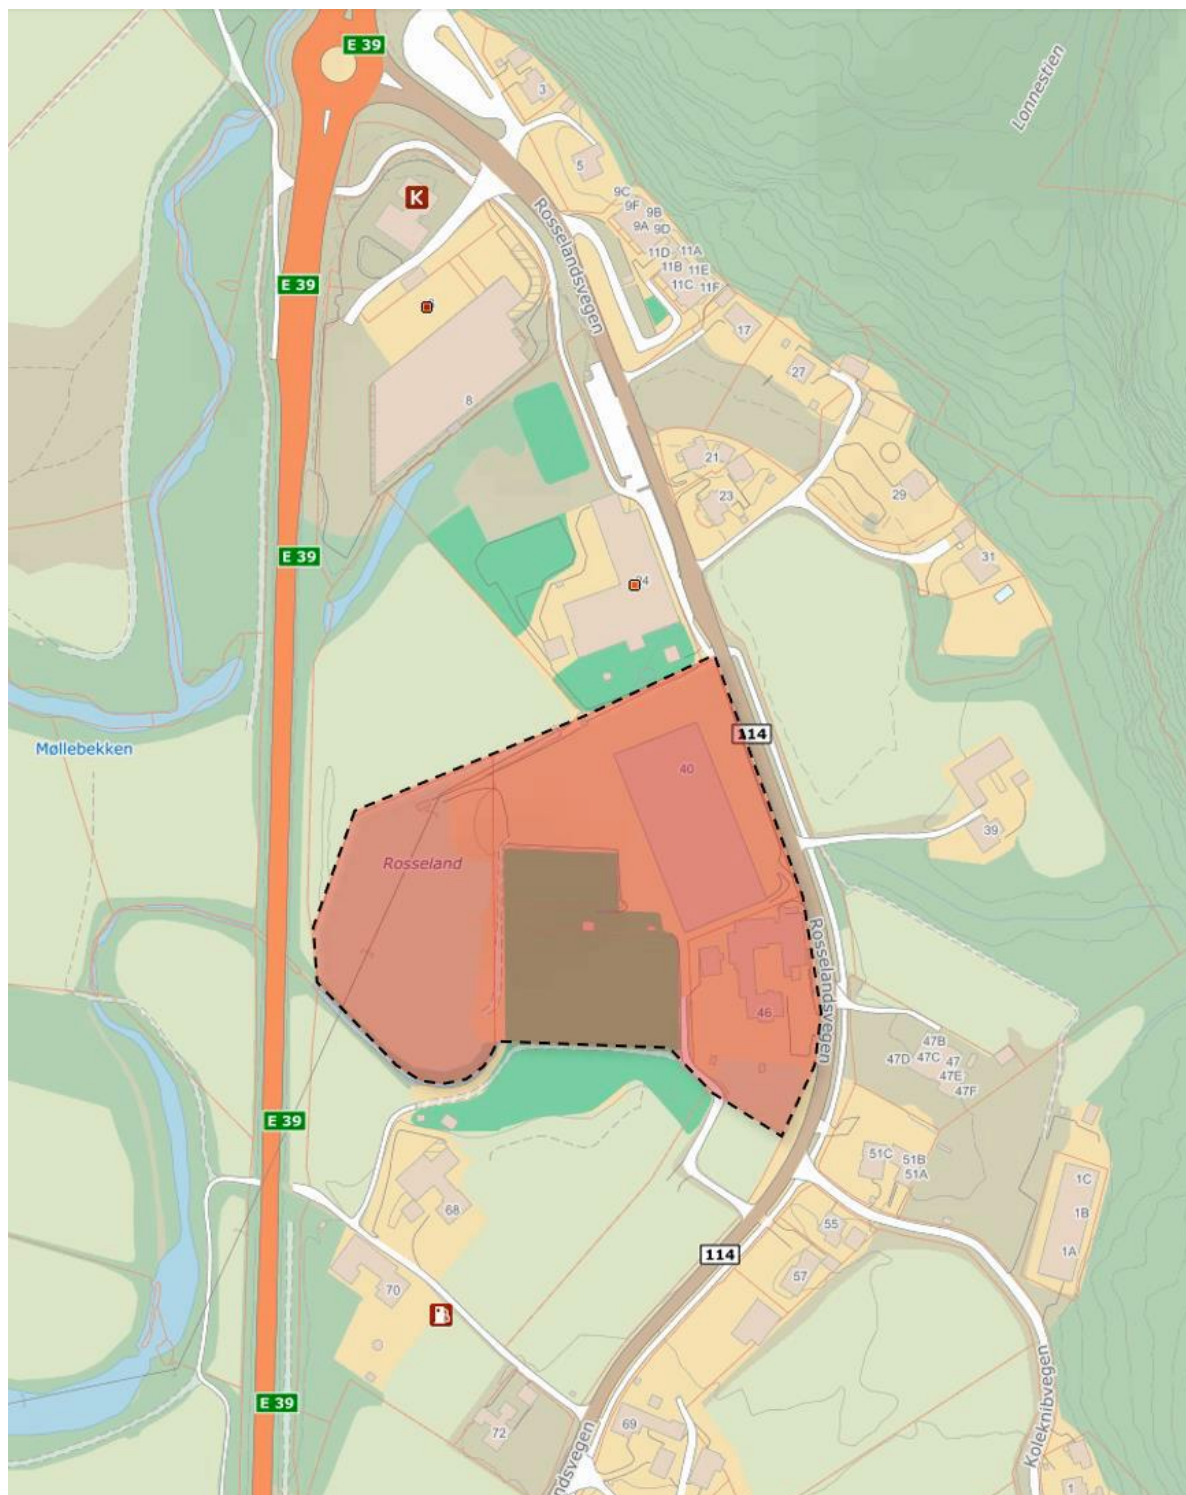 E 39
Lonnestien
3
5
K
9C
9F
9B
9A
9D
Rosselandsvegen
11D
11A
11B
11E
11C
11F
E 39
17
27
8
21
23
29
E 39
31
24
114
Møllebekken
40
39
Rosseland
Rosselandsvegen
46
47B
47D
47C
47
47E
47F
E 39
51C
51B
51A
1C
68
1B
55
1A
114
57
70
Koleknibvegen
E 39
69
72
ndsvegen
1